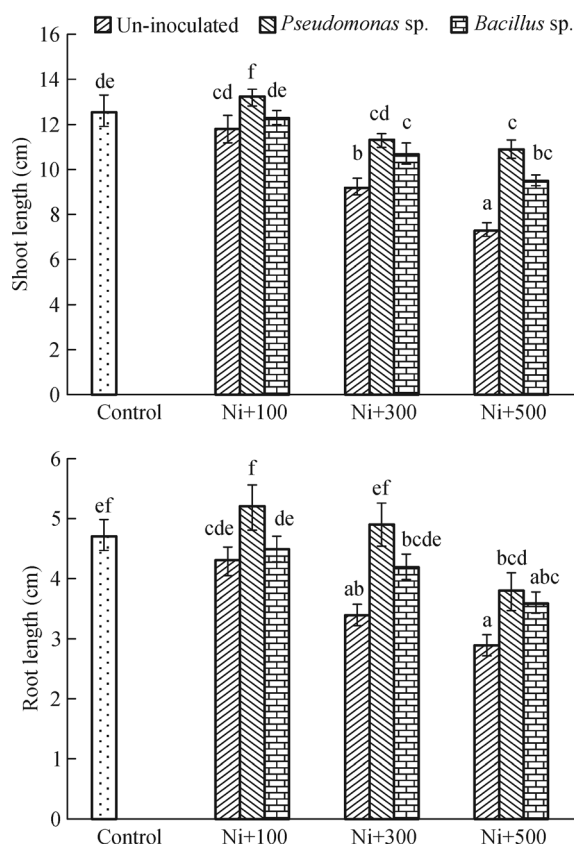 Un-inoculated Pseudomonas sp. Bacillus sp.
16
14
12
10
8
6
4
2
0
Shoot length (cm)
de
cd
f
de
b
cd
c
a
c
bc
Control Ni+100 Ni+300 Ni+500
6
5
4
3
2
1
0
Root length (cm)
ef
cde
f
de
ab
ef
bcde
a
bcd
abc
Control Ni+100 Ni+300 Ni+500